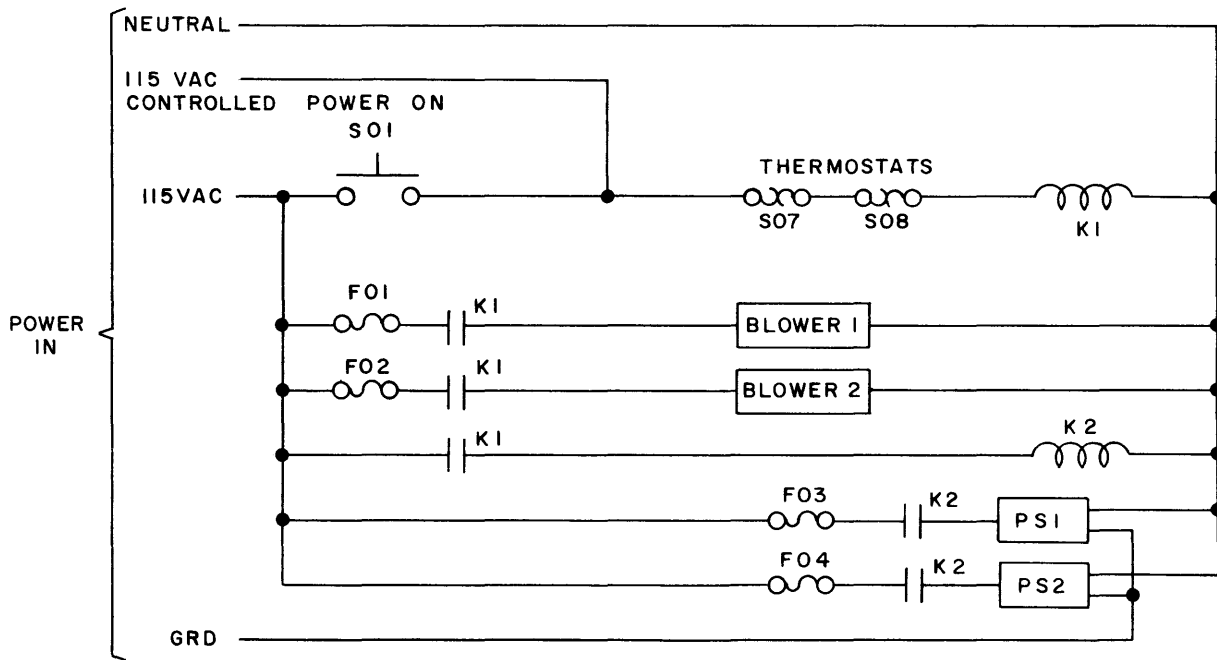 NEUTRAL
115 VAC
CONTROLLED POWER ON
S01
115VAC
THERMOSTATS
S07 S08
K1
F01
K1
BLOWER 1
POWER
IN
F02
K1
BLOWER 2
K1
K2
F03
K2
PS1
F04
K2
PS2
GRD